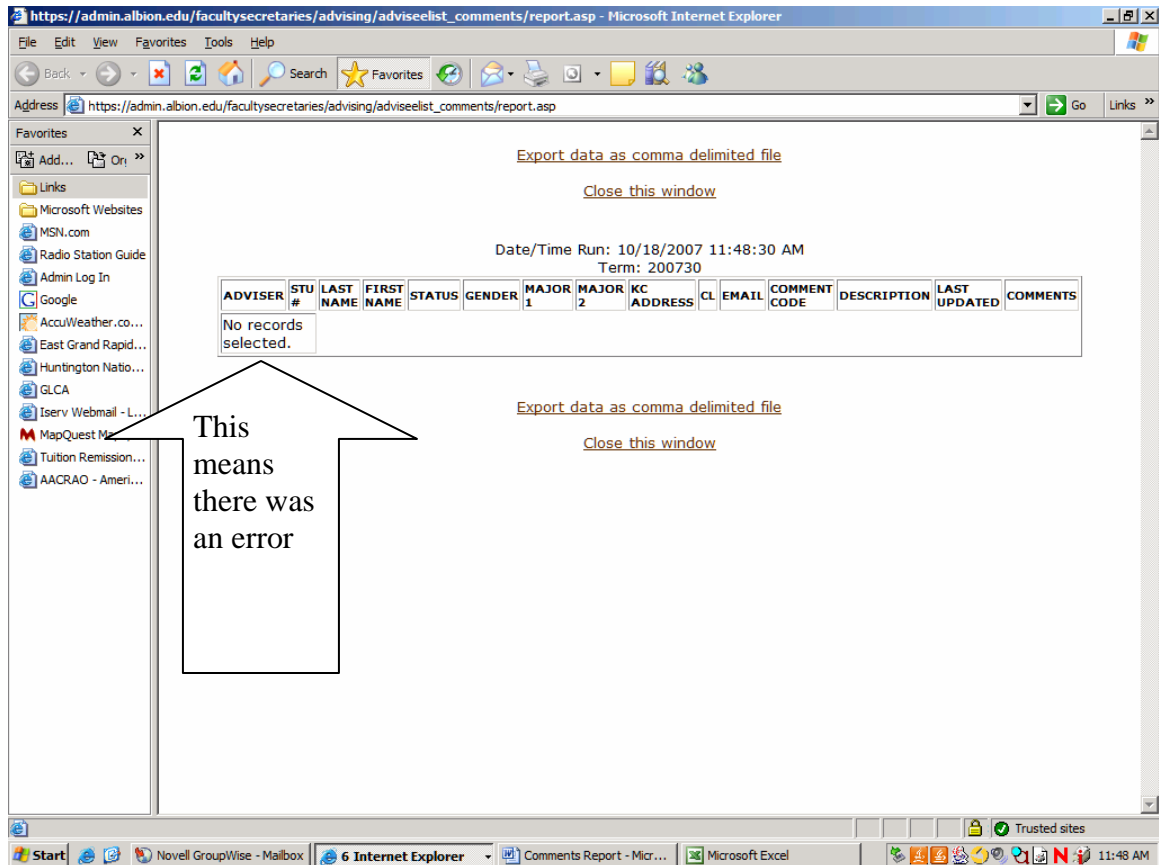 https://admin.albion.edu/facultysecretaries/advising/adviseelist_comments/report.asp - Microsoft Internet Explorer
File Edit View Favorites Tools Help
Back Search Favorites
Address https://admin.albion.edu/facultysecretaries/advising/adviseelist_comments/report.asp Go Links »
Favorites ×
Add... Or »
Links
Microsoft Websites
MSN.com
Radio Station Guide
Admin Log In
Google
AccuWeather.co...
East Grand Rapid...
Huntington Natio...
GLCA
Iserv Webmail - L...
MapQuest
Tuition Remission...
AACRAO - Ameri...
Export data as comma delimited file
Close this window
Date/Time Run: 10/18/2007 11:48:30 AM
Term: 200730
ADVISER STU # LAST NAME FIRST NAME STATUS GENDER MAJOR 1 MAJOR 2 KC ADDRESS CL EMAIL COMMENT CODE DESCRIPTION LAST UPDATED COMMENTS
No records
selected.
This
means
there was
an error
Export data as comma delimited file
Close this window
Trusted sites
Start Novell GroupWise - Mailbox 6 Internet Explorer Comments Report - Micr... Microsoft Excel 11:48 AM